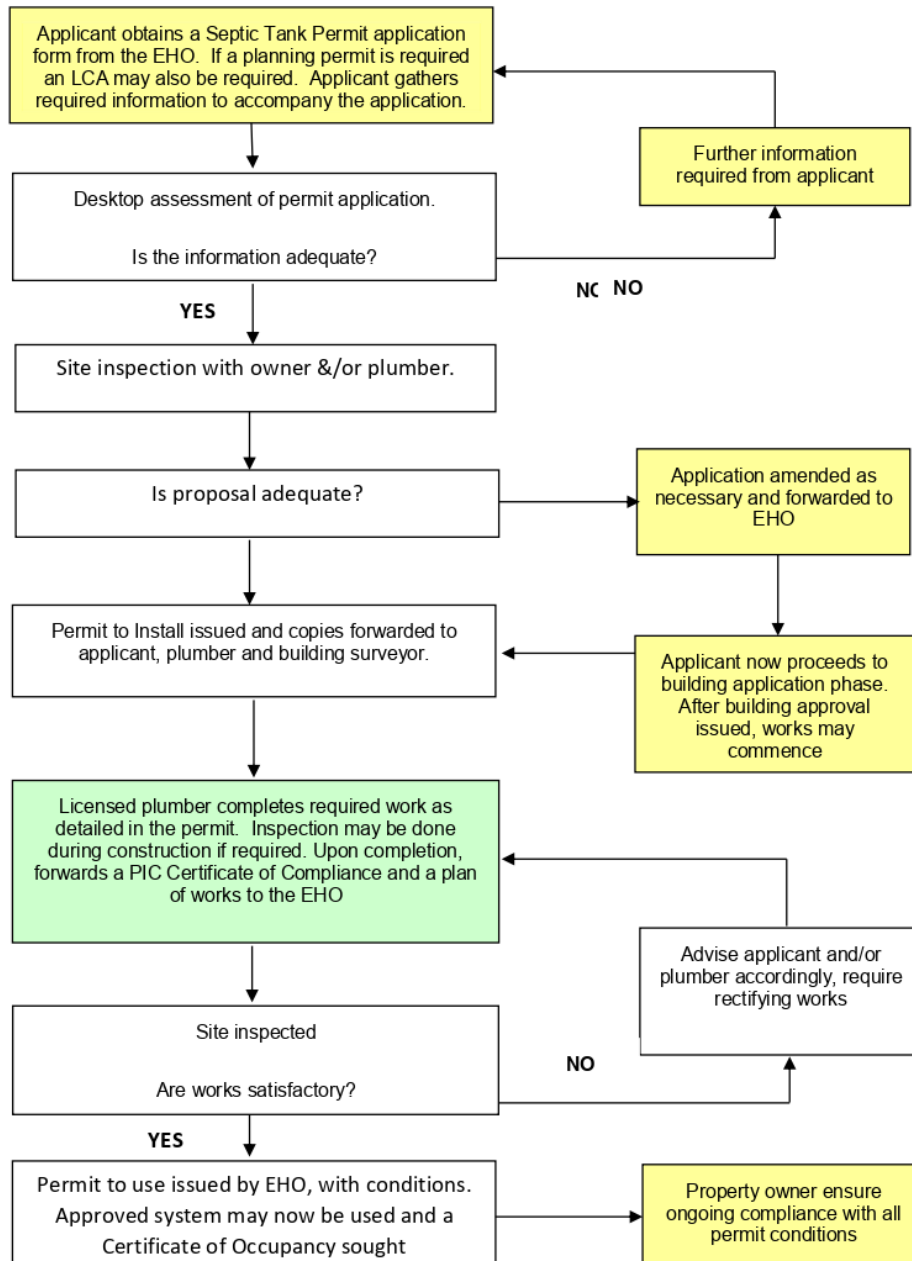 Applicant obtains a Septic Tank Permit application
form from the EHO.  If a planning permit is required
an LCA may also be required.  Applicant gathers
required information to accompany the application.
Further information
required from applicant
Desktop assessment of permit application.
Is the information adequate?
NO
YES
Site inspection with owner &/or plumber.
Is proposal adequate?
Application amended as
necessary and forwarded to
EHO
Permit to Install issued and copies forwarded to
applicant, plumber and building surveyor.
Applicant now proceeds to
building application phase.
After building approval
issued, works may
commence
Licensed plumber completes required work as
detailed in the permit.  Inspection may be done
during construction if required. Upon completion,
forwards a PIC Certificate of Compliance and a plan
of works to the EHO
Advise applicant and/or
plumber accordingly, require
rectifying works
Site inspected
Are works satisfactory?
NO
YES
Permit to use issued by EHO, with conditions.
Approved system may now be used and a
Certificate of Occupancy sought
Property owner ensure
ongoing compliance with all
permit conditions